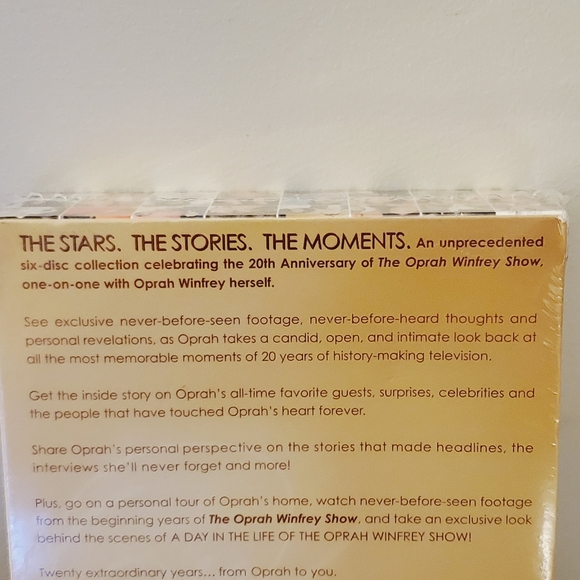 THE STARS. THE STORIES. THE MOMENTS. An unprecedented
six-disc collection celebrating the 20th Anniversary of The Oprah Winfrey Show,
one-on-one with Oprah Winfrey herself.
See exclusive never-before-seen footage, never-before-heard thoughts and
personal revelations, as Oprah takes a candid, open, and intimate look back at
all the most memorable moments of 20 years of history-making television.
Get the inside story on Oprah's all-time favorite guests, surprises, celebrities and
the people that have touched Oprah's heart forever.
Share Oprah's personal perspective on the stories that made headlines, the
interviews she'll never forget and more!
Plus, go on a personal tour of Oprah's home, watch never-before-seen footage
from the beginning years of The Oprah Winfrey Show, and take an exclusive look
behind the scenes of A DAY IN THE LIFE OF THE OPRAH WINFREY SHOW!
Twenty extraordinary years... from Oprah to you.